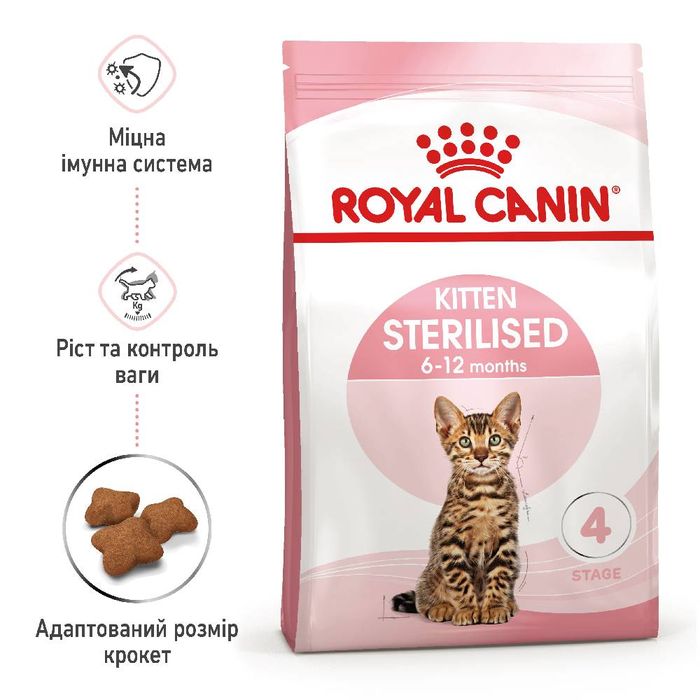 Міцна
імунна система
Kg
Ріст та контроль
ваги
Адаптований розмір
крокет
ROYAL CANIN®
KITTEN
STERILISED
6-12 months
4
STAGE